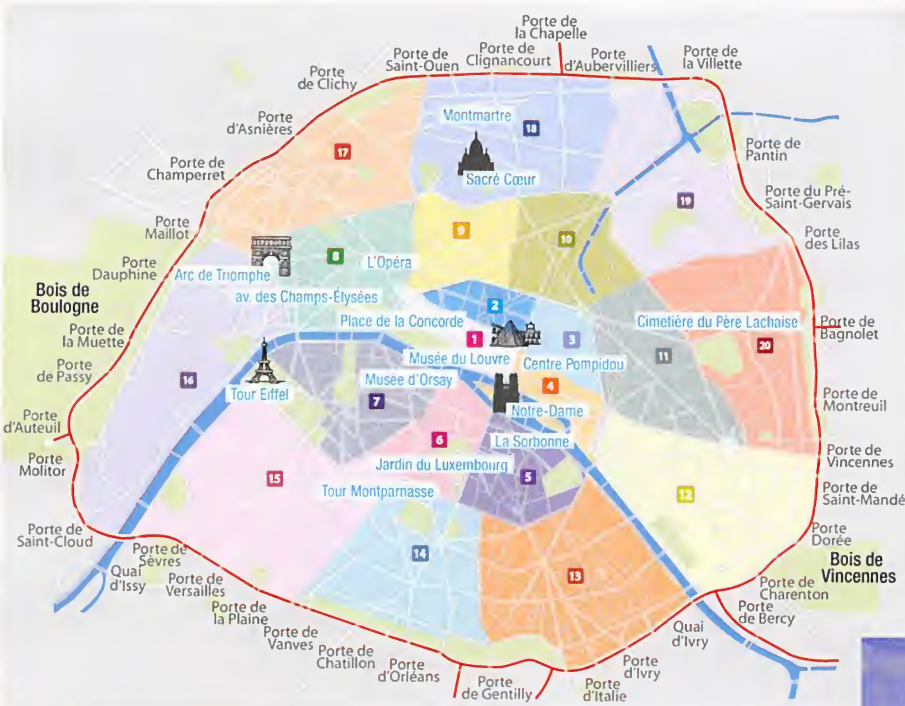 Porte de
la Chapelle
Porte de
Clignancourt
Porte de
Saint-Ouen
Porte
d'Aubervilliers
Porte de
la Villette
Porte
de Clichy
Porte
d'Asnières
Porte de
Champerret
Porte
Maillot
Porte
Dauphine
Bois de
Boulogne
Porte de
la Muette
Porte
de Passy
Porte
d'Auteuil
Porte
Molitor
Porte de
Saint-Cloud
Quai
d'Issy
Porte de
Sèvres
Porte de
Versailles
Porte de
la Plaine
Porte de
Vanves
Porte de
Chatillon
Porte
d'Orléans
Porte
de Gentilly
Porte
d'Italie
Porte
d'Ivry
Quai
d'Ivry
Porte
de Bercy
Porte de
Charenton
Bois de
Vincennes
Porte
Dorée
Porte de
Saint-Mandé
Porte de
Vincennes
Porte de
Montreuil
Porte de
Bagnolet
Porte
des Lilas
Porte du Pré-
Saint-Gervais
Porte de
Pantin
Montmartre
18
17
Sacré Cœur
19
9
10
8
L'Opéra
Arc de Triomphe
av. des Champs-Élysées
2
Place de la Concorde
1
3
Cimetière du Père Lachaise
11
20
Musée du Louvre
Centre Pompidou
16
Tour Eiffel
Musée d'Orsay
7
4
Notre-Dame
6
La Sorbonne
Jardin du Luxembourg
5
15
Tour Montparnasse
12
14
13